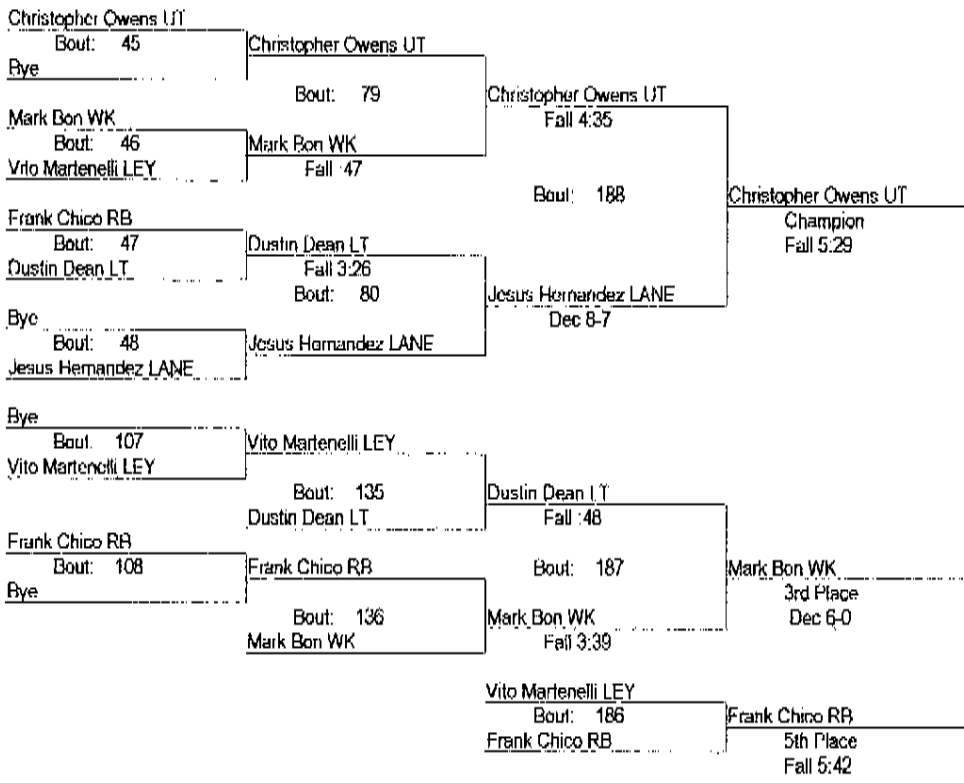 Christopher Owens UT
Bout: 45
Bye
Christopher Owens UT
Bout: 79
Mark Bon WK
Bout: 46
Vito Martenelli LEY
Mark Bon WK
Fall :47
Christopher Owens UT
Fall 4:35
Bout: 188
Frank Chico RB
Bout: 47
Dustin Dean LT
Dustin Dean LT
Fall 3:26
Bout: 80
Bye
Bout: 48
Jesus Hernandez LANE
Jesus Hernandez LANE
Jesus Hernandez LANE
Dec 8-7
Christopher Owens UT
Champion
Fall 5:29
Bye
Bout: 107
Vito Martenelli LEY
Vito Martenelli LEY
Bout: 135
Dustin Dean LT
Dustin Dean LT
Fall :48
Frank Chico RB
Bout: 108
Bye
Frank Chico RB
Bout: 136
Mark Bon WK
Bout: 187
Mark Bon WK
Fall 3:39
Mark Bon WK
3rd Place
Dec 6-0
Vito Martenelli LEY
Bout: 186
Frank Chico RB
Frank Chico RB
5th Place
Fall 5:42